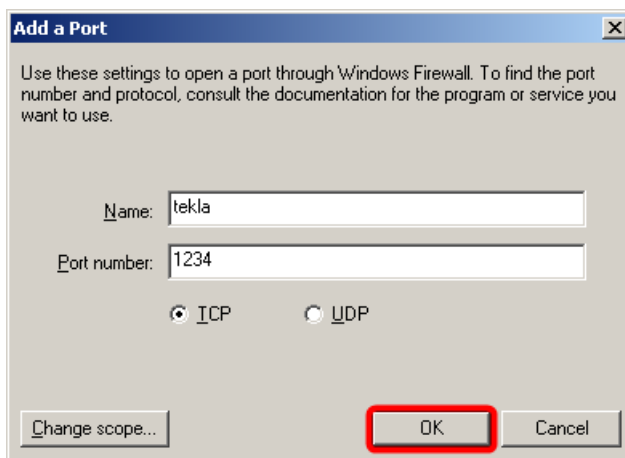 Add a Port
Use these settings to open a port through Windows Firewall. To find the port
number and protocol, consult the documentation for the program or service you
want to use.
Name: tekla
Port number: 1234
TCP UDP
Change scope... OK Cancel